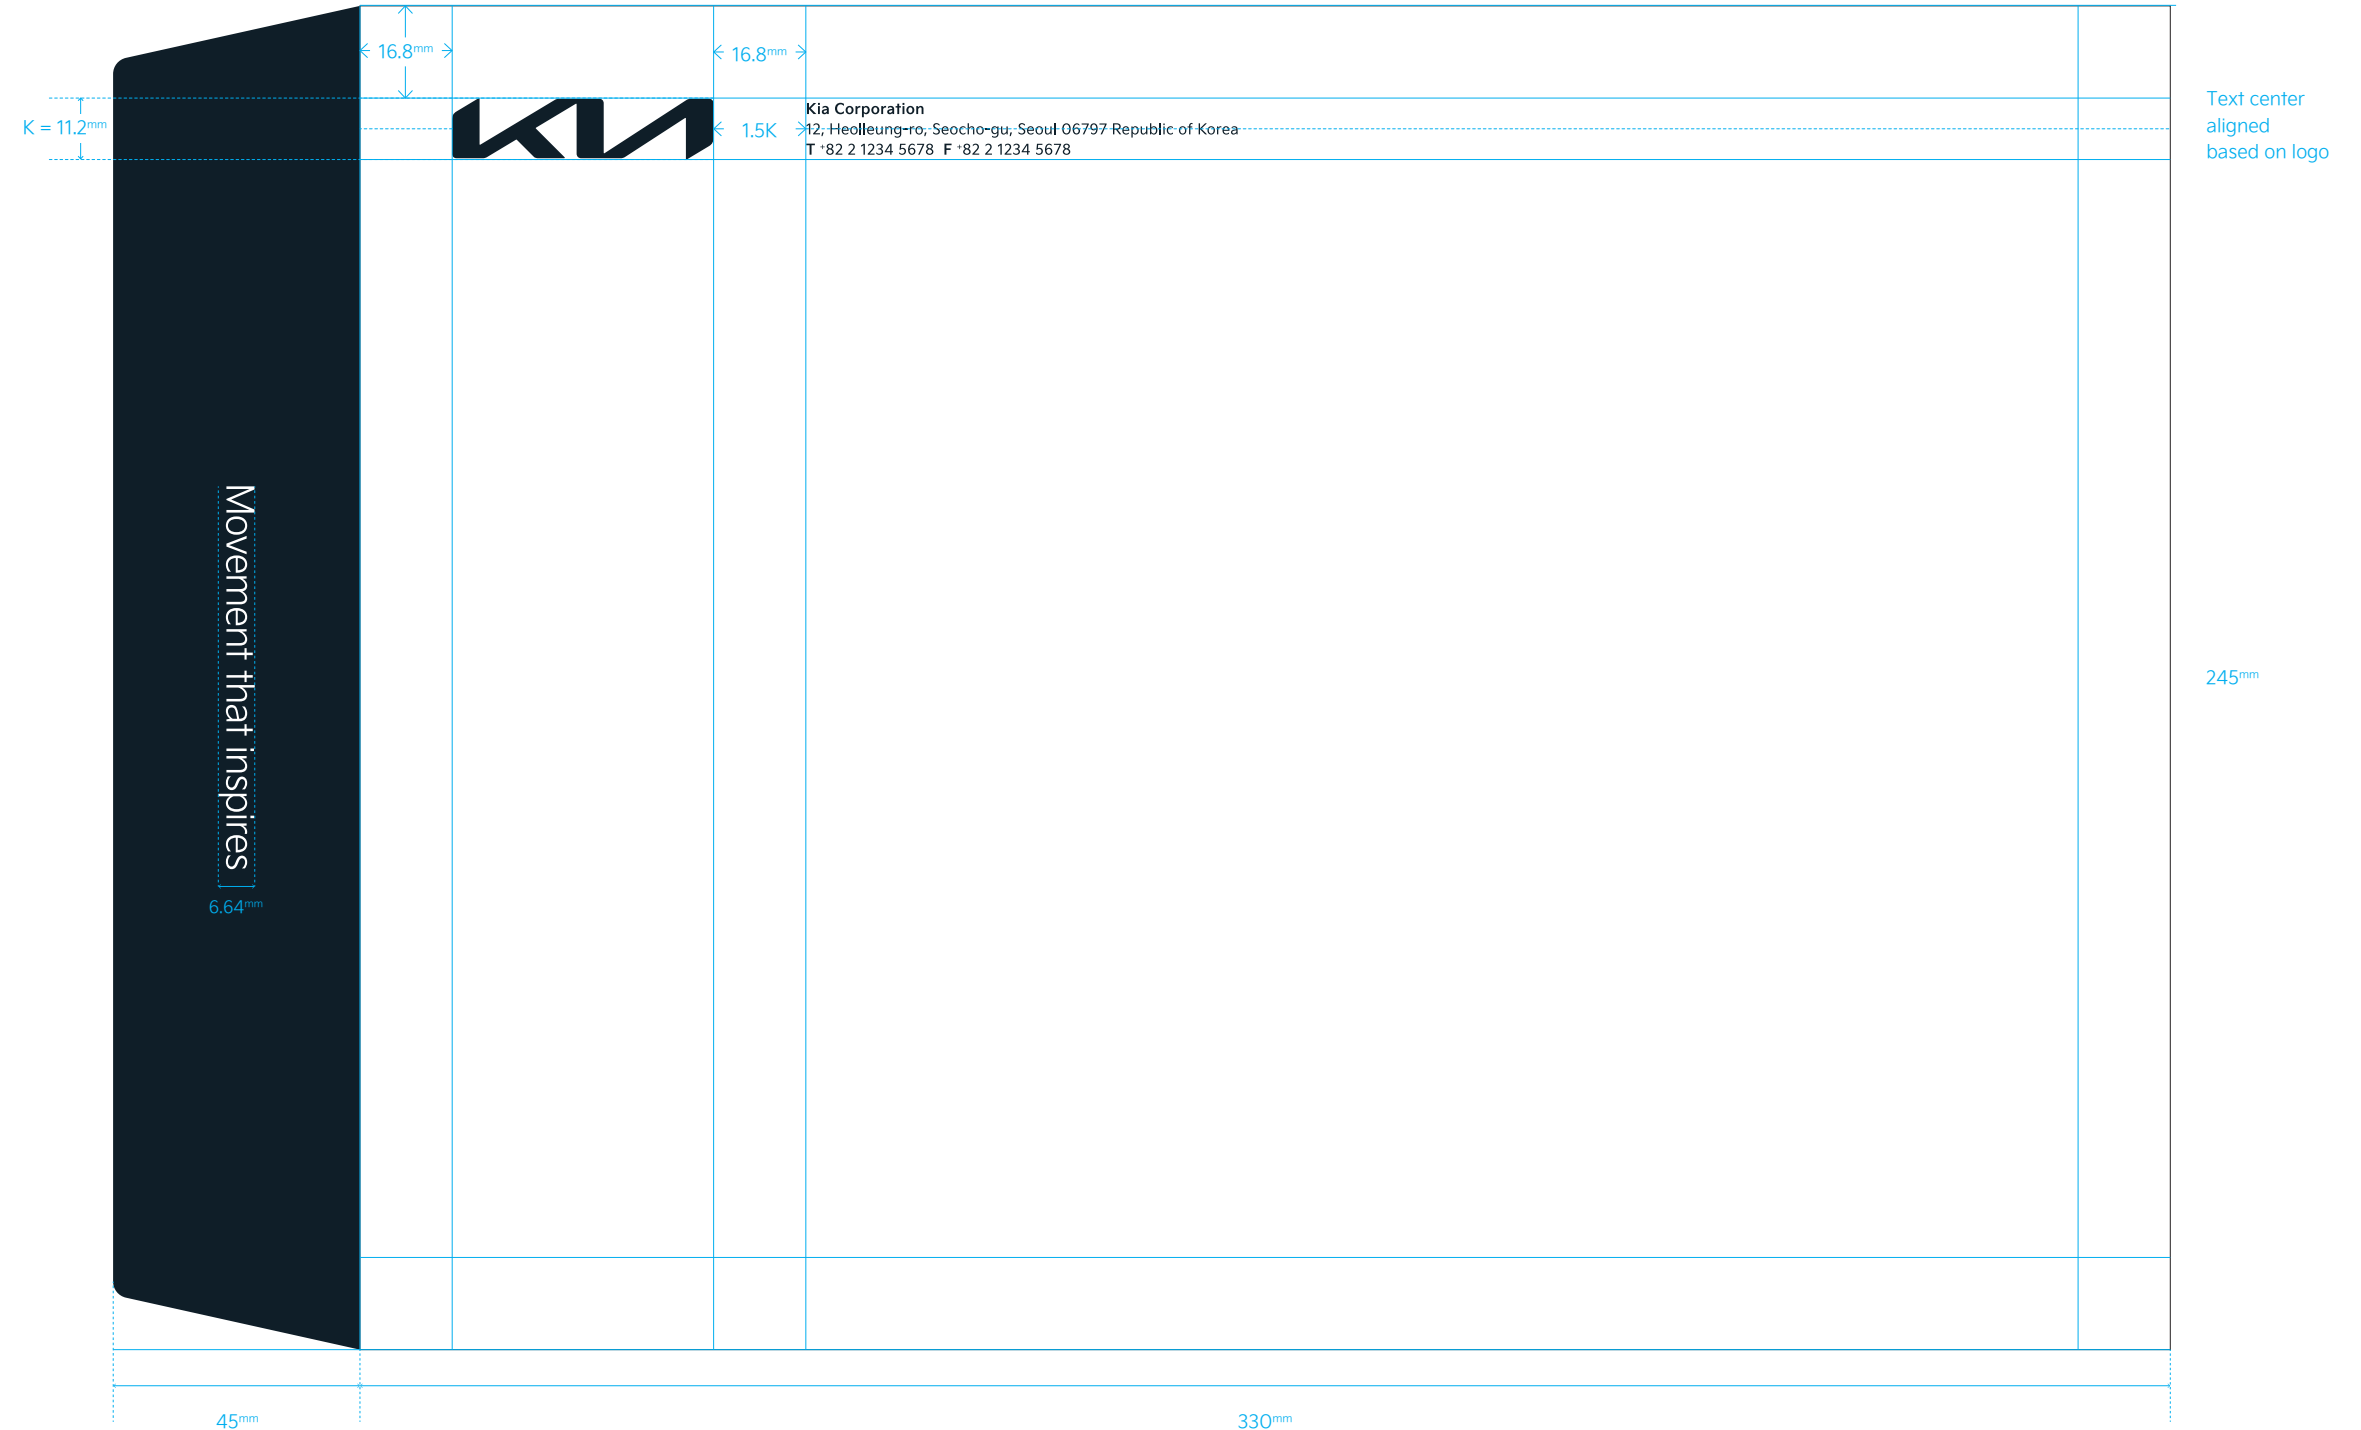 16.8mm
16.8mm
K = 11.2mm
KIA
1.5K
Kia Corporation
12, Heolleung-ro, Seocho-gu, Seoul 06797 Republic of Korea
T +82 2 1234 5678 F +82 2 1234 5678
Text center
aligned
based on logo
Movement that inspires
6.64mm
245mm
45mm
330mm